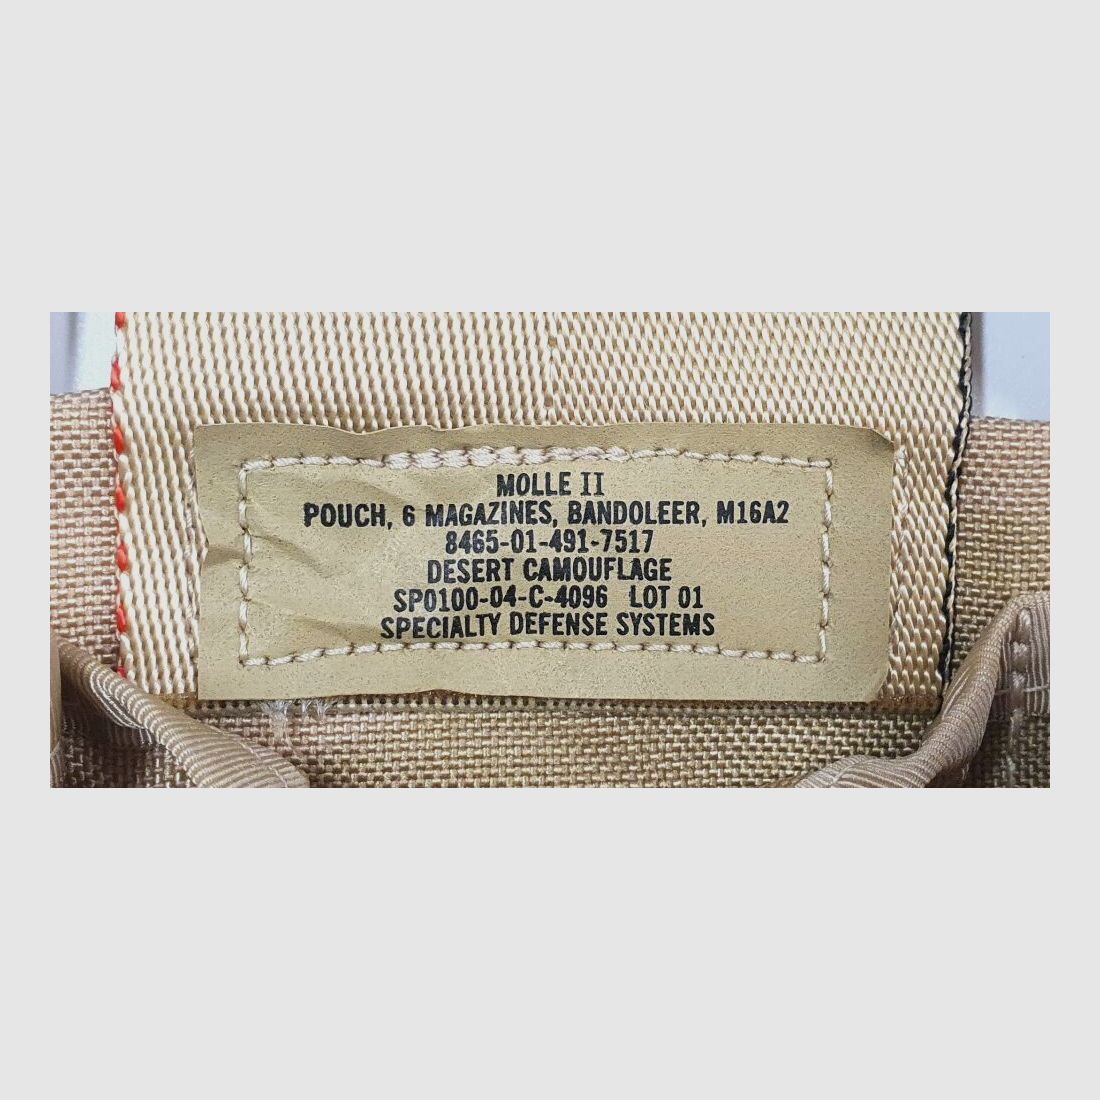 MOLLE II
POUCH, 6 MAGAZINES, BANDOLEER, M16A2
8465-01-491-7517
DESERT CAMOUFLAGE
SP0100-04-C-4096 LOT 01
SPECIALTY DEFENSE SYSTEMS